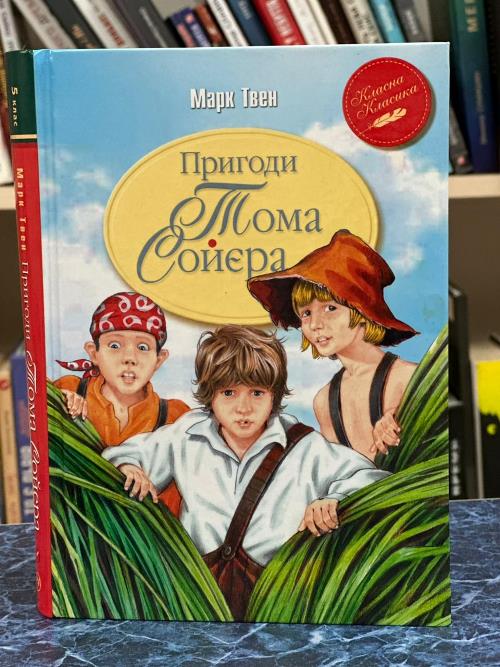 Марк Твен
Класна
Класика
Пригоди
Тома
Сойєра
5 клас
Марк Твен Пригоди Тома Сойєра